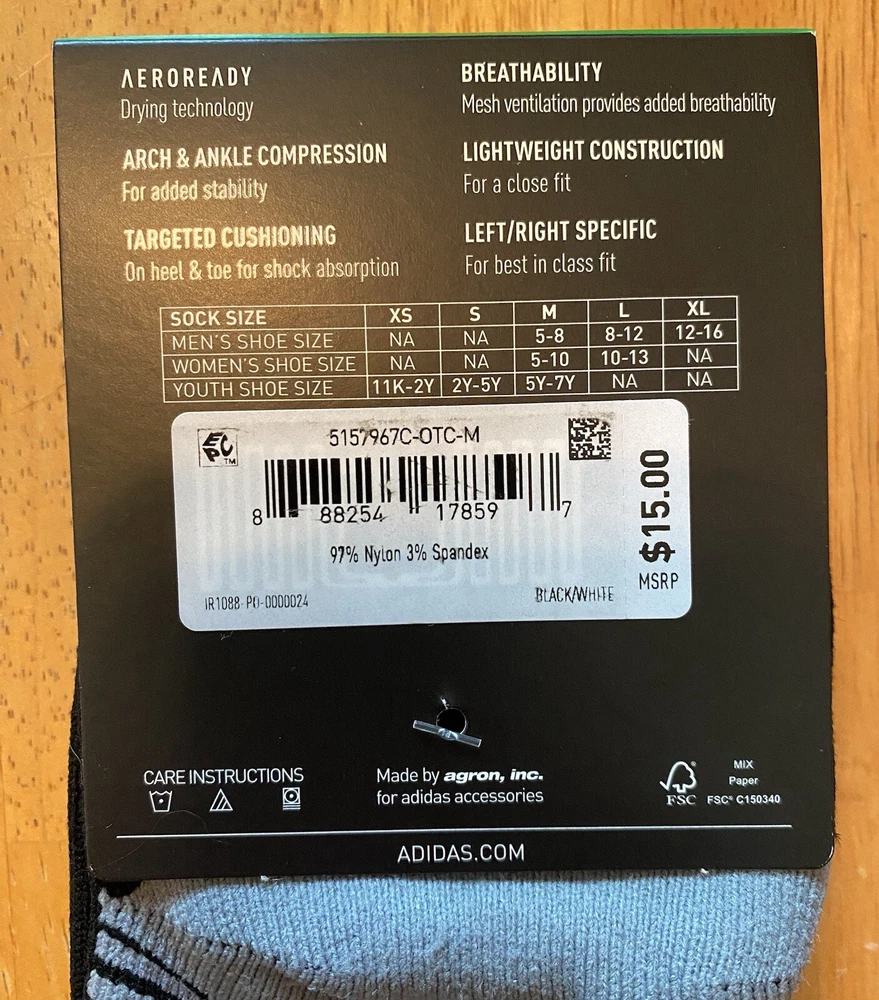 AEROREADY
Drying technology
BREATHABILITY
Mesh ventilation provides added breathability
ARCH & ANKLE COMPRESSION
For added stability
LIGHTWEIGHT CONSTRUCTION
For a close fit
TARGETED CUSHIONING
On heel & toe for shock absorption
LEFT/RIGHT SPECIFIC
For best in class fit
SOCK SIZE XS S M L XL
MEN'S SHOE SIZE NA NA 5-8 8-12 12-16
WOMEN'S SHOE SIZE NA NA 5-10 10-13 NA
YOUTH SHOE SIZE 11K-2Y 2Y-5Y 5Y-7Y NA NA
EPC TM
5157967C-OTC-M
8 88254 17859 7
97% Nylon 3% Spandex
IR1088-PO-0000024
BLACK/WHITE
$15.00
MSRP
CARE INSTRUCTIONS
Made by agron, inc.
for adidas accessories
FSC
MIX
Paper
FSC® C150340
ADIDAS.COM